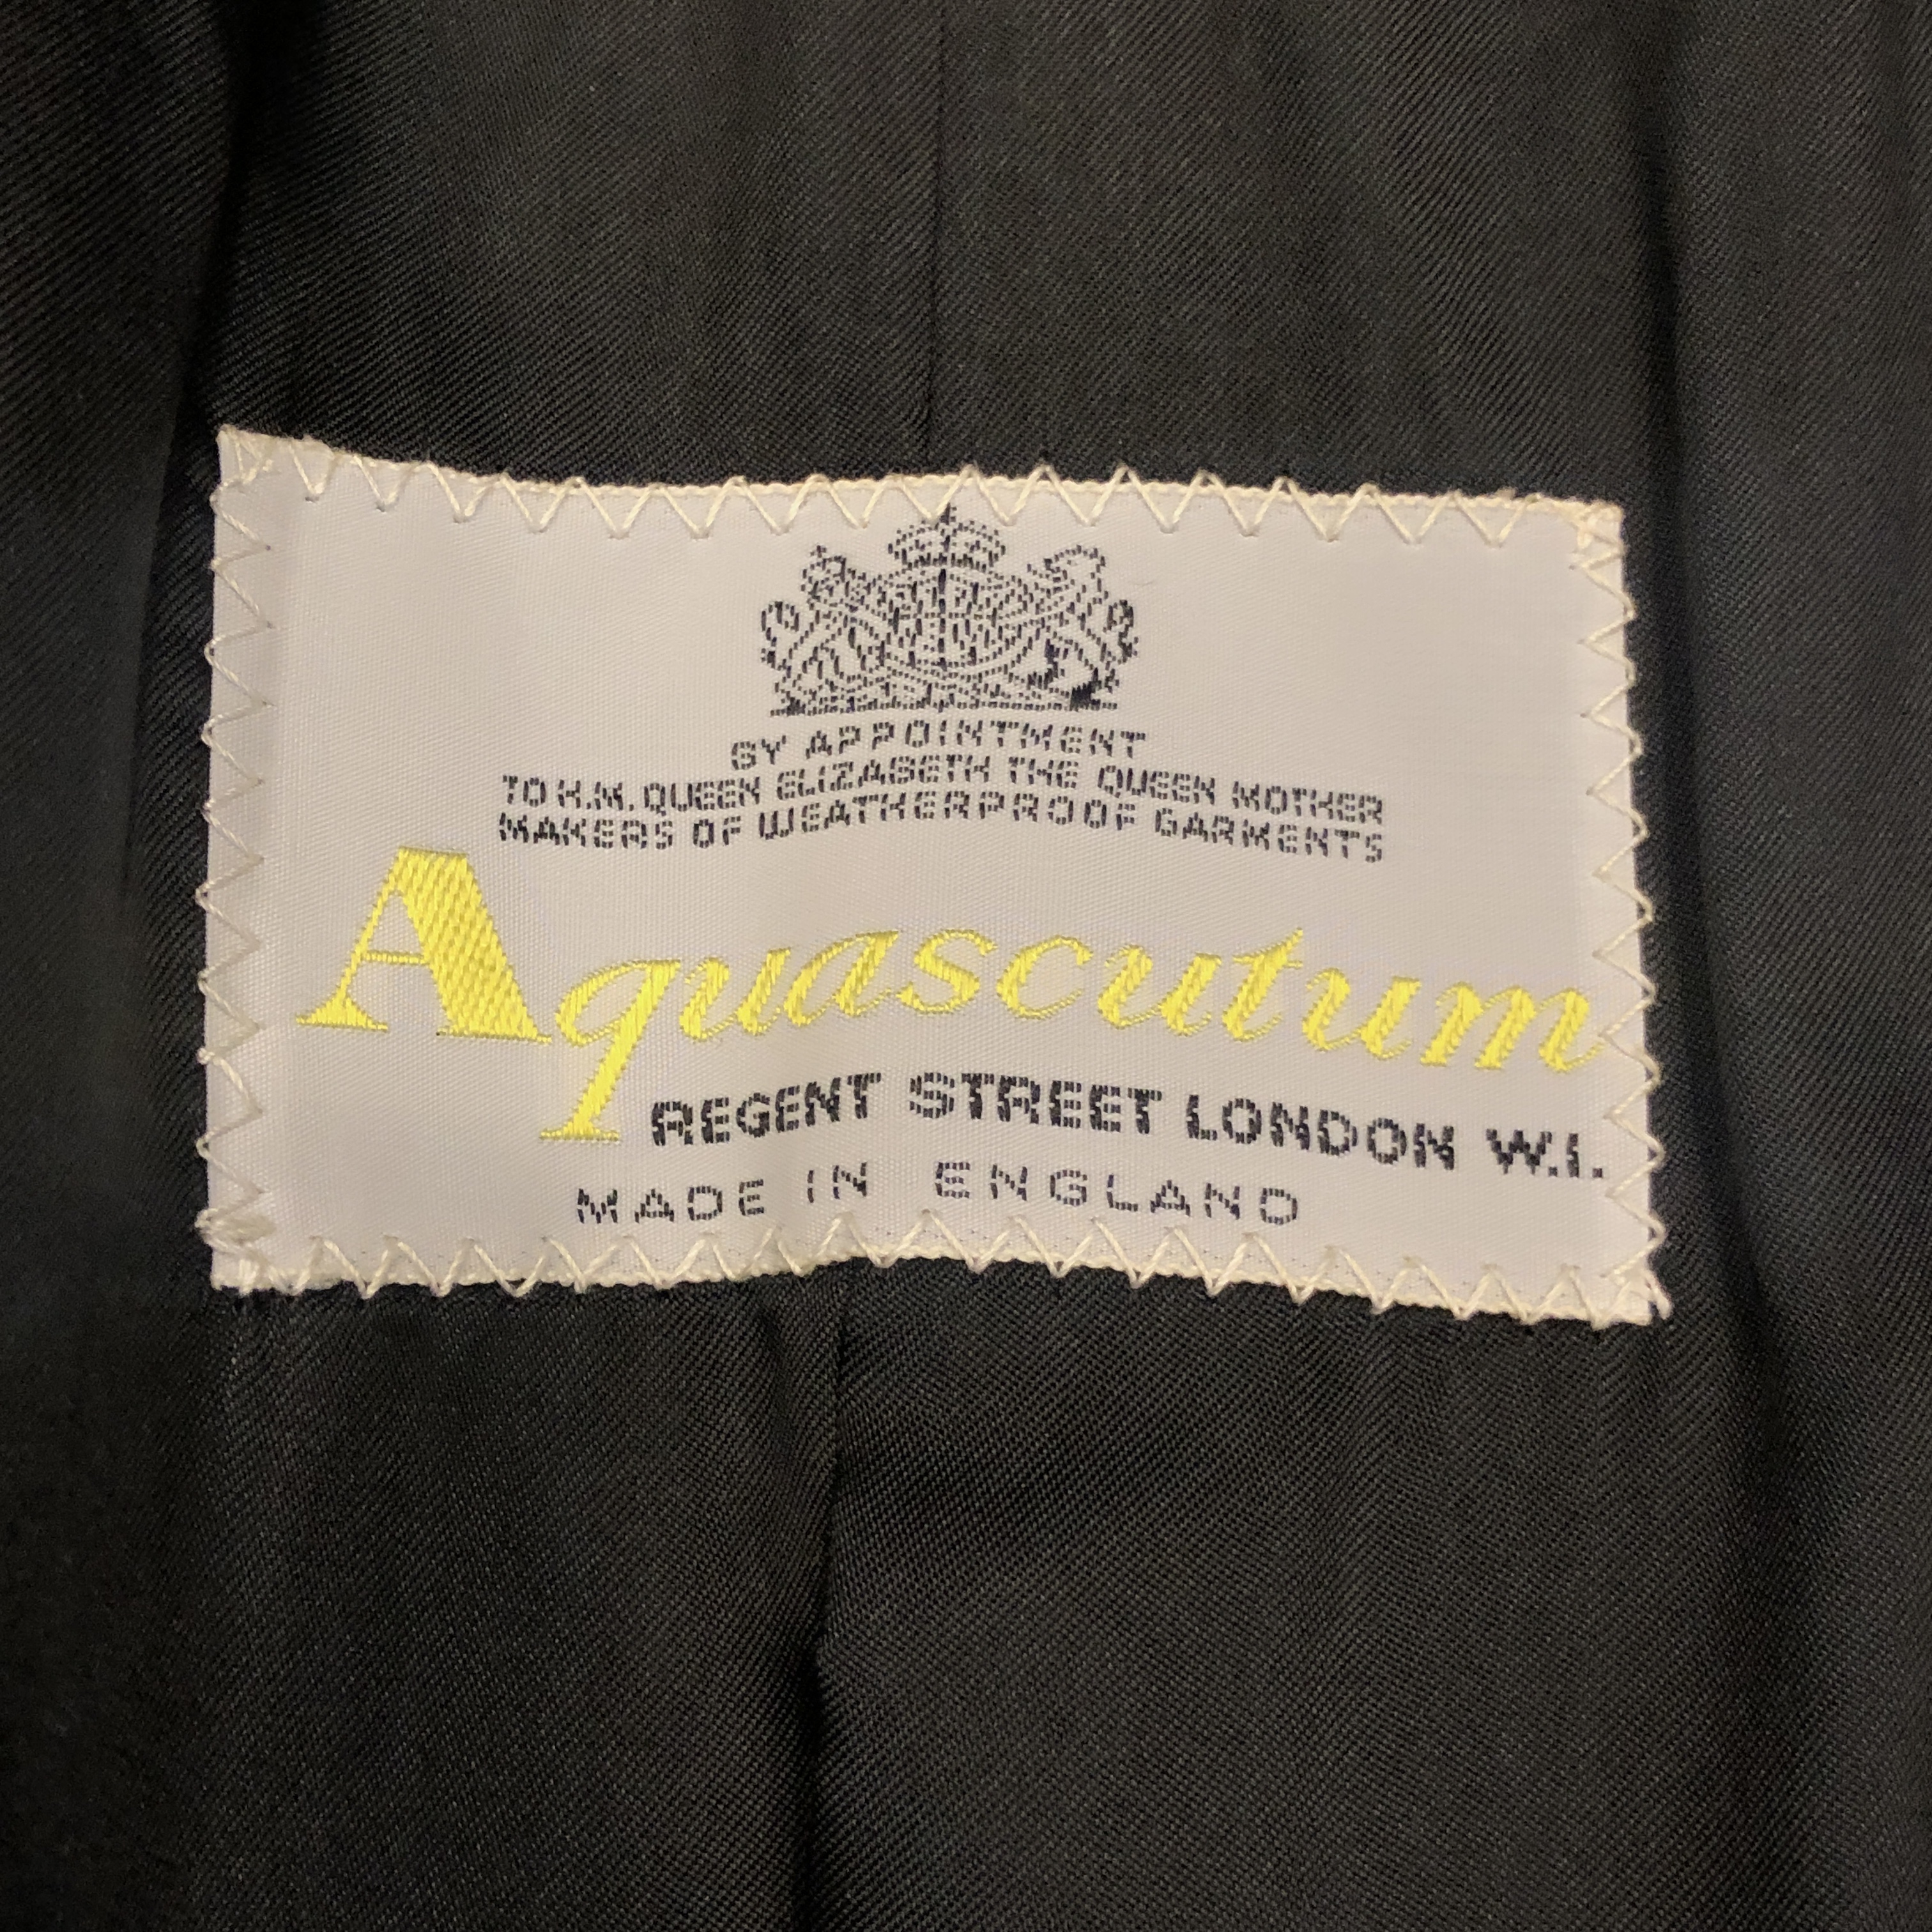 BY APPOINTMENT
TO H.M. QUEEN ELIZABETH THE QUEEN MOTHER
MAKERS OF WEATHERPROOF GARMENTS
Aquascutum
REGENT STREET LONDON W.1.
MADE IN ENGLAND